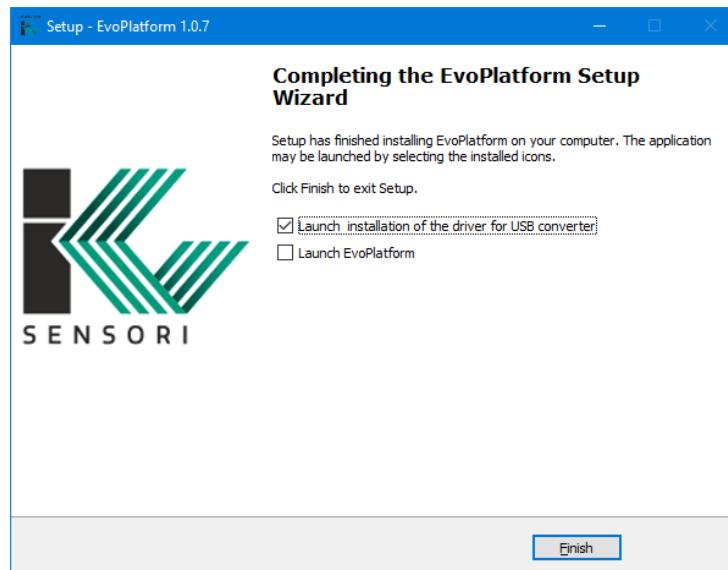 Setup - EvoPlatform 1.0.7
Completing the EvoPlatform Setup
Wizard
Setup has finished installing EvoPlatform on your computer. The application
may be launched by selecting the installed icons.
Click Finish to exit Setup.
Launch installation of the driver for USB converter
Launch EvoPlatform
SENSORI
Finish